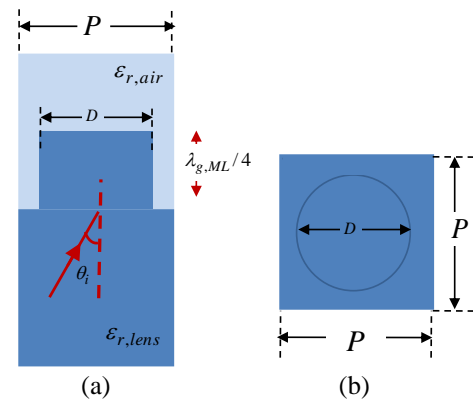 P
ε_{r,air}
D
λ_{g,ML}/4
θ_i
ε_{r,lens}
D
P
P
(a)
(b)